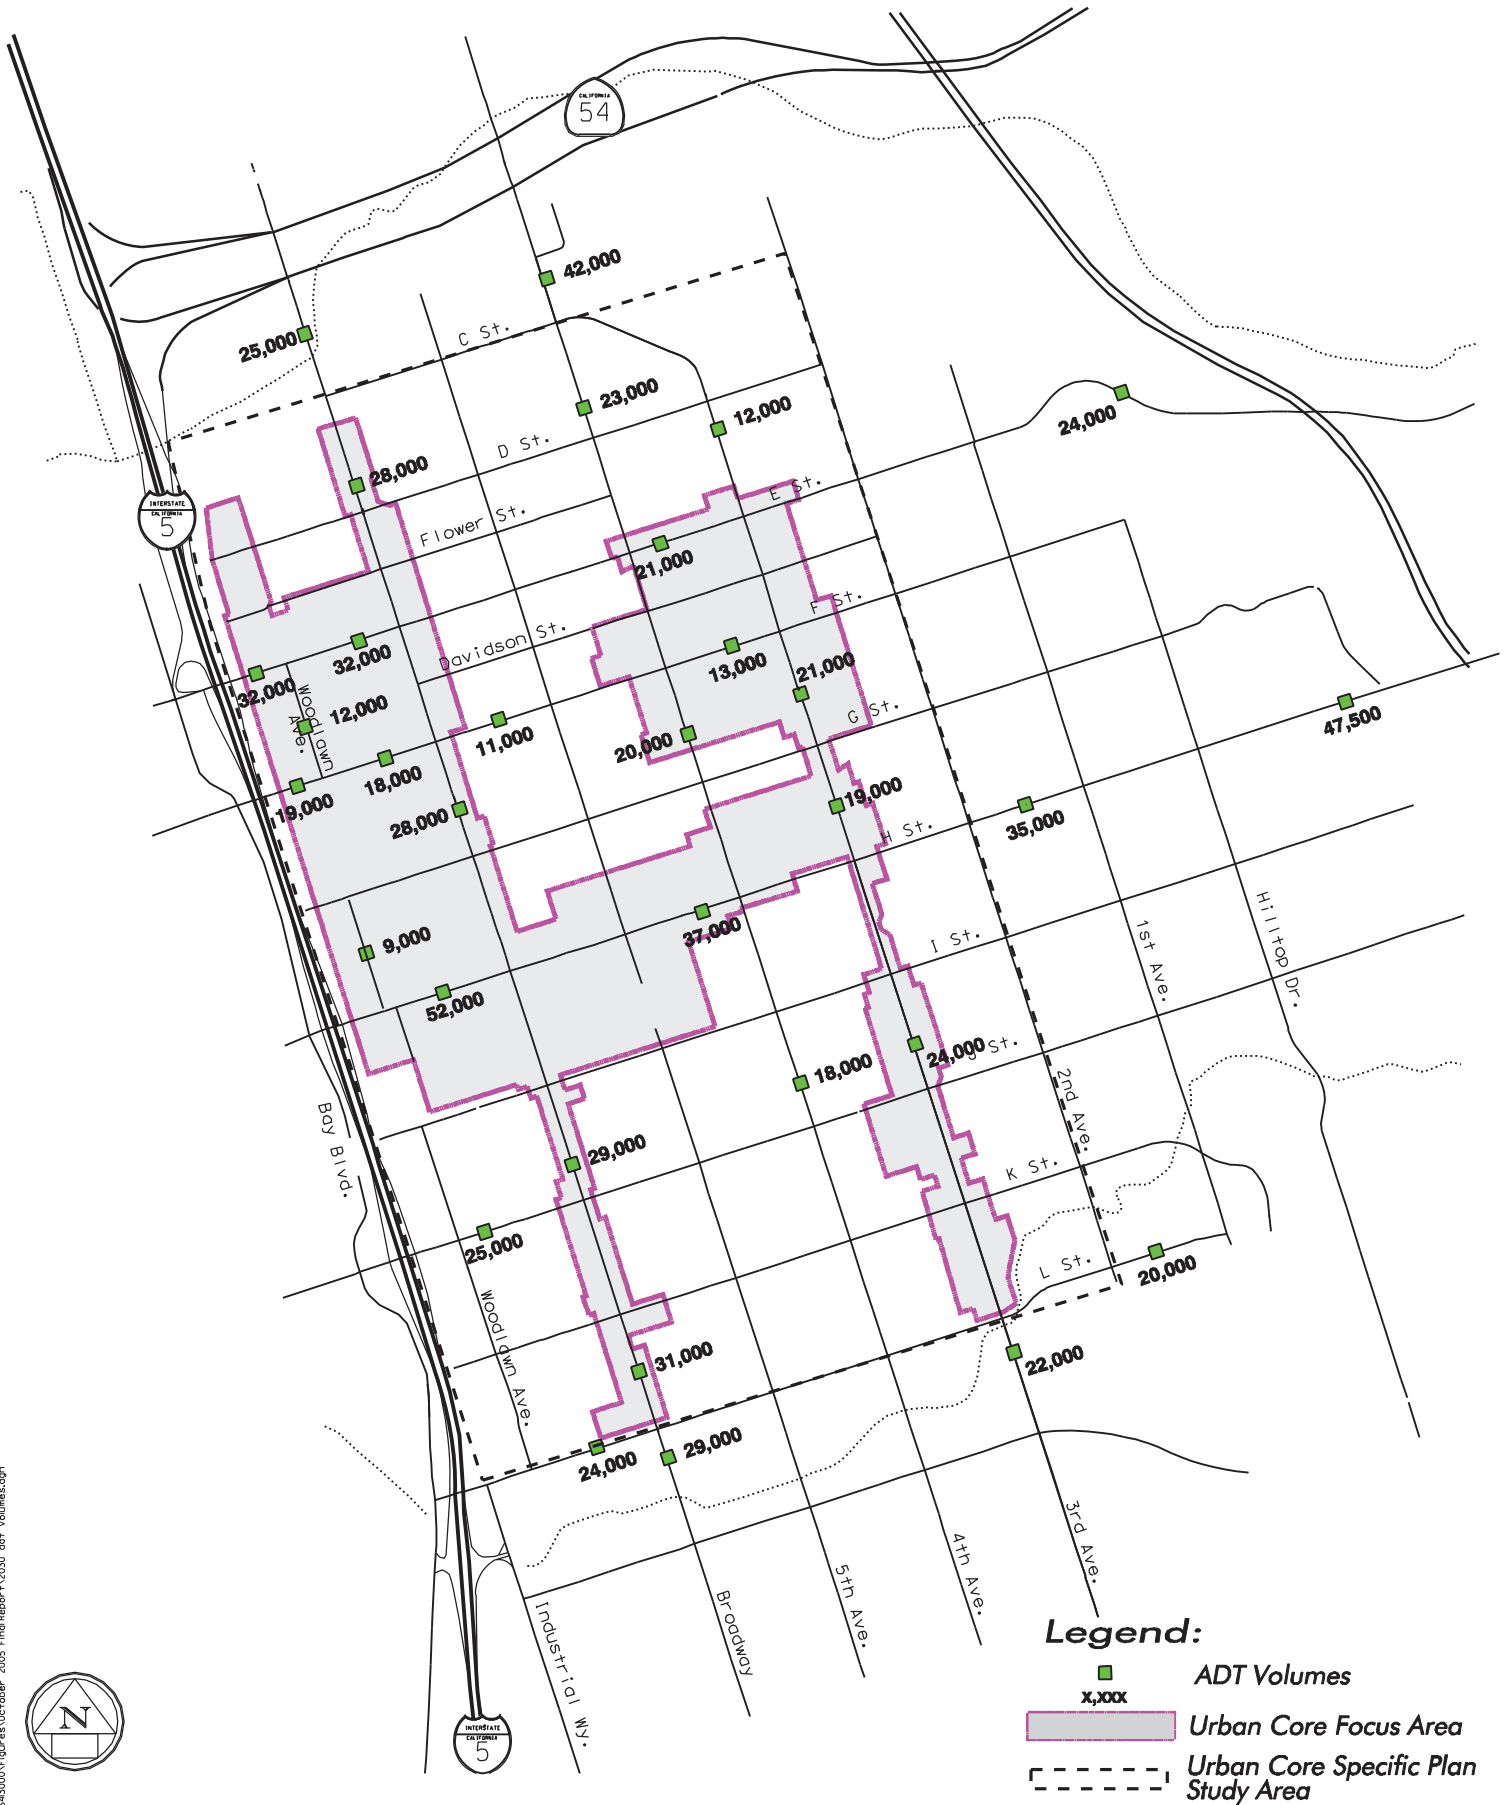 CALIFORNIA
54
42,000
25,000
C St.
23,000
12,000
24,000
D St.
28,000
E St.
INTERSTATE
CALIFORNIA
5
Flower St.
21,000
F St.
Davidson St.
32,000
13,000
21,000
32,000
Woodlawn
Ave.
12,000
G St.
47,500
11,000
20,000
18,000
19,000
19,000
28,000
H St.
35,000
9,000
37,000
I St.
1st Ave.
Hilltop Dr.
52,000
24,000
J St.
18,000
2nd Ave.
Bay Blvd.
29,000
K St.
25,000
L St.
20,000
Woodlawn Ave.
31,000
22,000
24,000
29,000
3rd Ave.
4th Ave.
5th Ave.
Broadway
Industrial Wy.
INTERSTATE
CALIFORNIA
5
N
Legend:
ADT Volumes
x,xxx
Urban Core Focus Area
Urban Core Specific Plan
Study Area